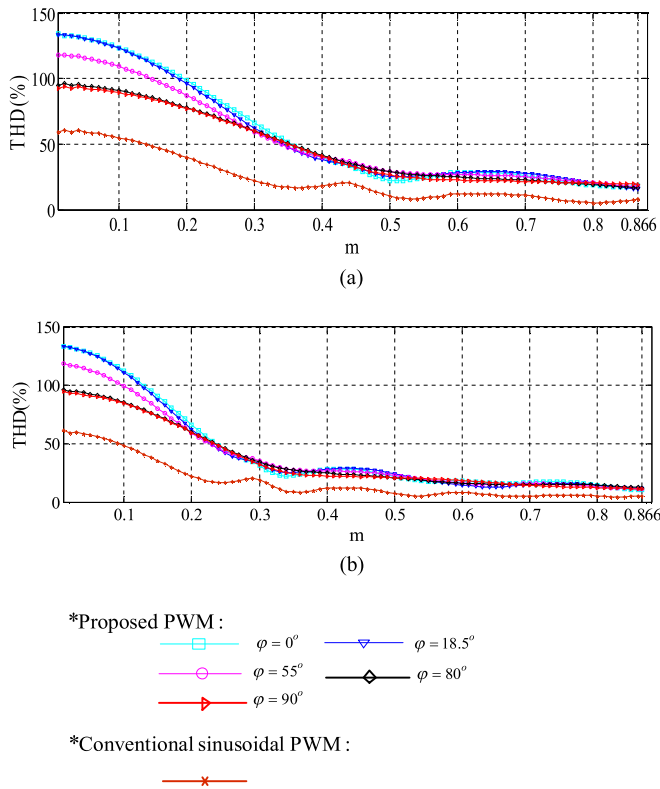 150
100
50
0
THD(%)
0.1 0.2 0.3 0.4 0.5 0.6 0.7 0.8 0.866
m
(a)
150
100
50
0
THD(%)
0.1 0.2 0.3 0.4 0.5 0.6 0.7 0.8 0.866
m
(b)
*Proposed PWM :
φ = 0° φ = 18.5°
φ = 55° φ = 80°
φ = 90°
*Conventional sinusoidal PWM :